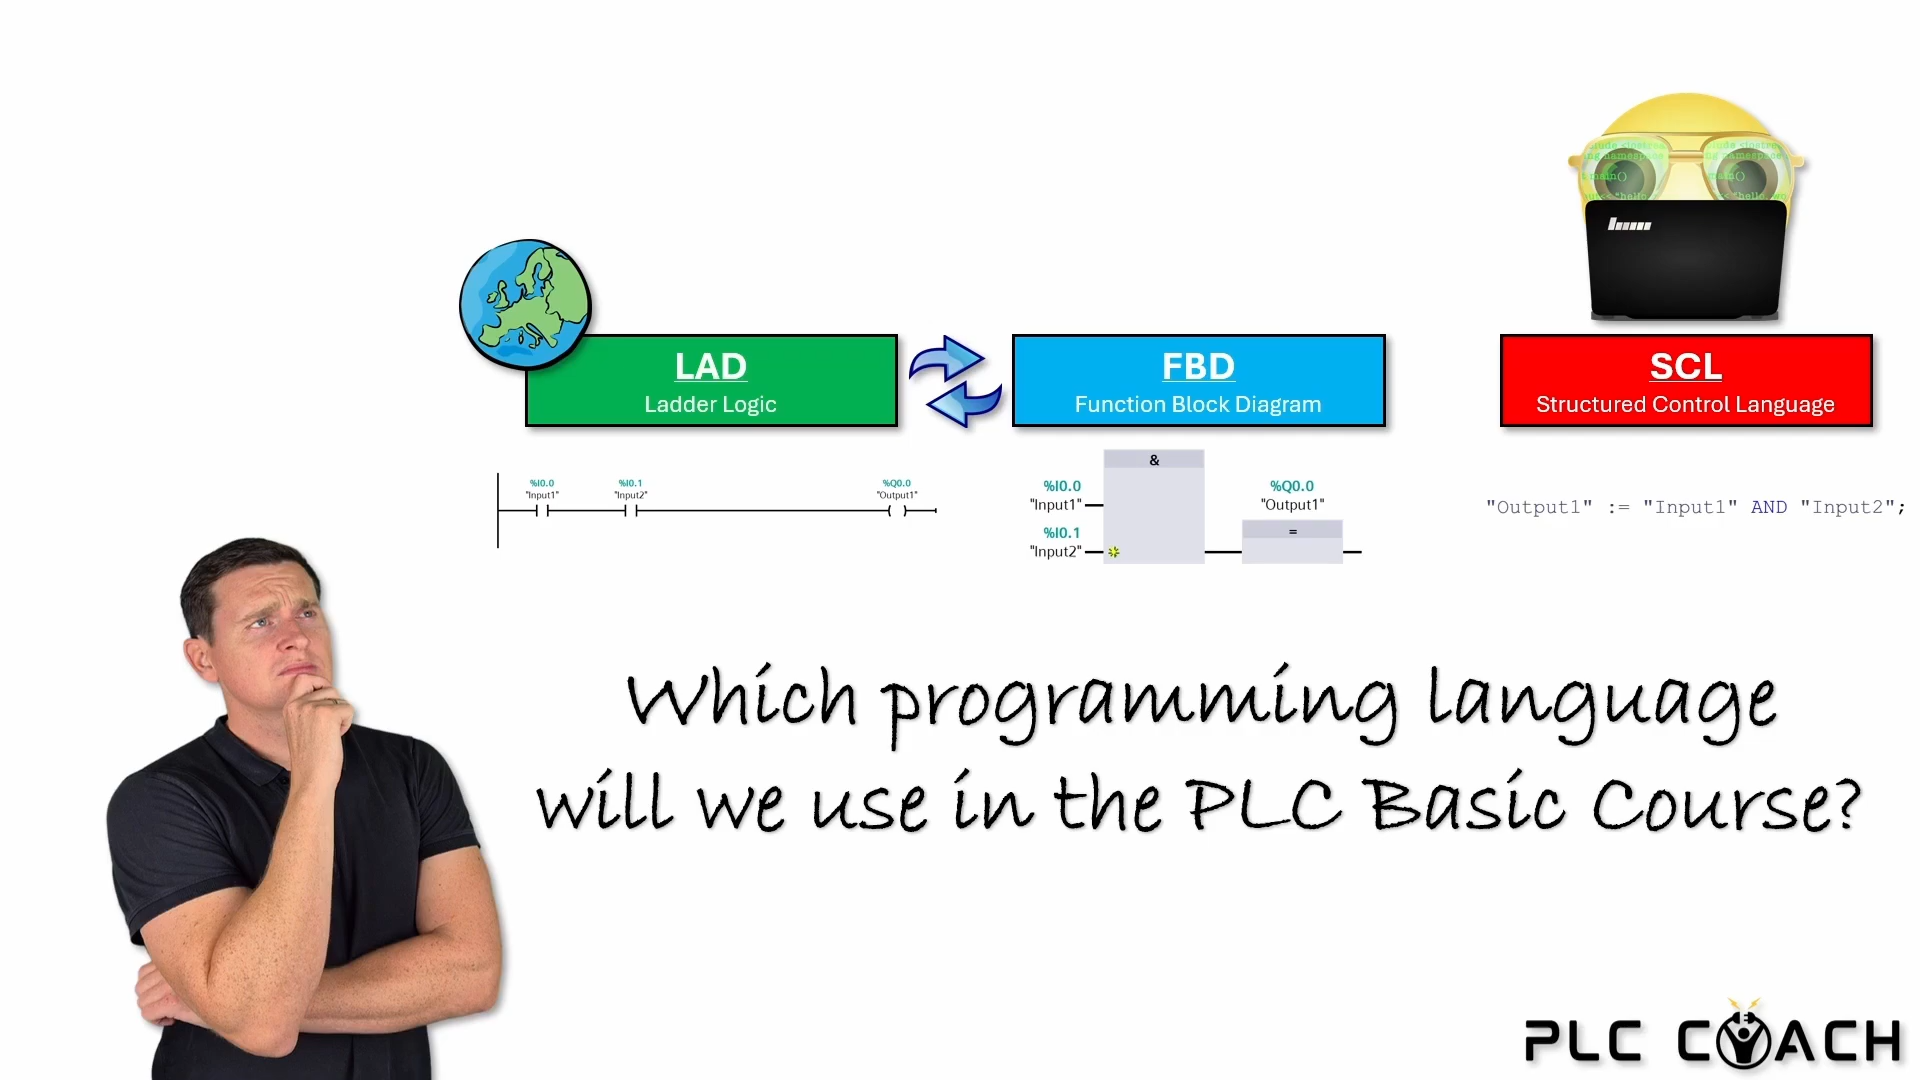 LAD
Ladder Logic
FBD
Function Block Diagram
SCL
Structured Control Language
%I0.0
"Input1"
%I0.1
"Input2"
%Q0.0
"Output1"
&
%I0.0
"Input1"
%I0.1
"Input2"
%Q0.0
"Output1"
=
"Output1" := "Input1" AND "Input2";
Which programming language
will we use in the PLC Basic Course?
PLC COACH